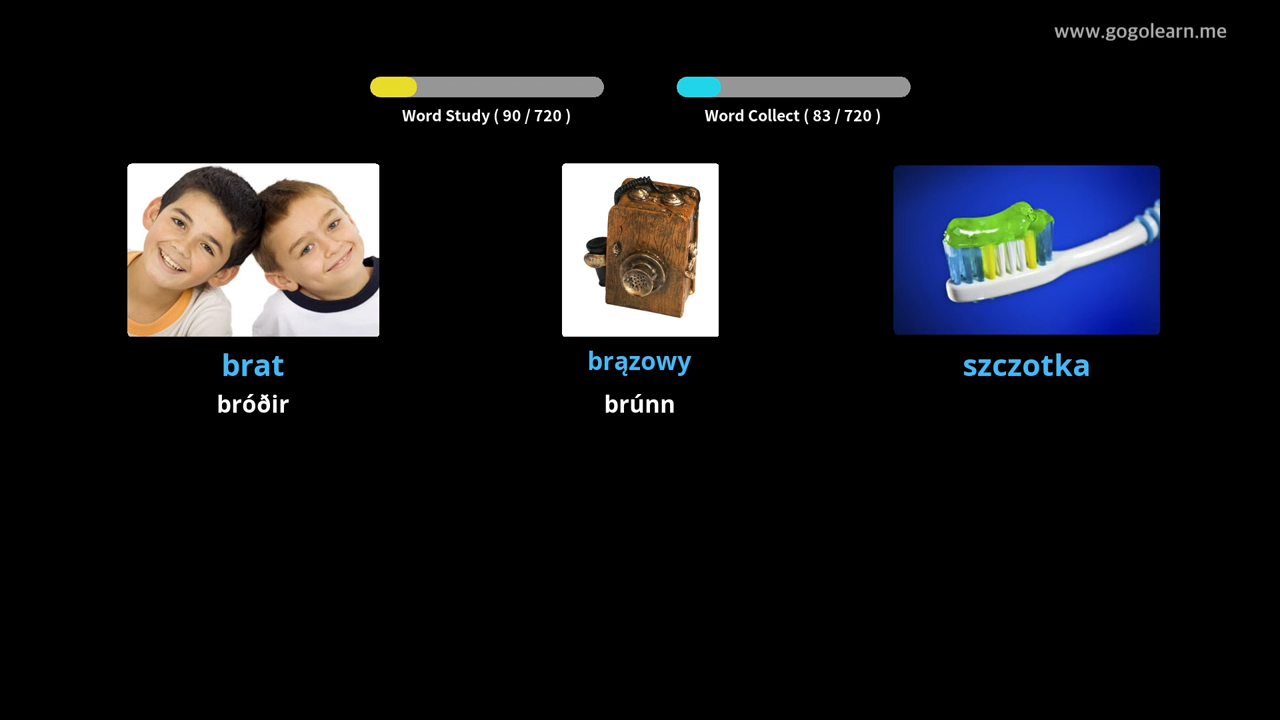 www.gogolearn.me
Word Study ( 90 / 720 )
Word Collect ( 83 / 720 )
brat
brązowy
szczotka
bróðir
brúnn